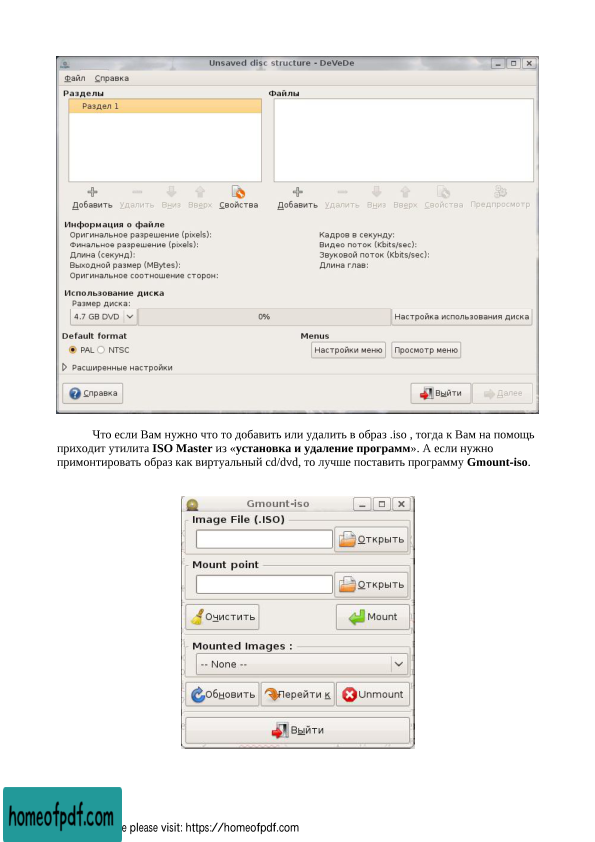 Unsaved disc structure - DeVeDe
Файл Справка
Разделы Файлы
Раздел 1
Добавить Удалить Вниз Вверх Свойства Добавить Удалить Вниз Вверх Свойства Предпросмотр
Информация о файле
Оригинальное разрешение (pixels): Кадров в секунду:
Финальное разрешение (pixels): Видео поток (Kbits/sec):
Длина (секунд): Звуковой поток (Kbits/sec):
Выходной размер (MBytes): Длина глав:
Оригинальное соотношение сторон:
Использование диска
Размер диска:
4.7 GB DVD 0% Настройка использования диска
Default format Menus
PAL NTSC Настройки меню Просмотр меню
Расширенные настройки
Справка Выйти Далее
Что если Вам нужно что то добавить или удалить в образ .iso , тогда к Вам на помощь
приходит утилита ISO Master из «установка и удаление программ». А если нужно
примонтировать образ как виртуальный cd/dvd, то лучше поставить программу Gmount-iso.
Gmount-iso
Image File (.ISO)
Открыть
Mount point
Открыть
Очистить Mount
Mounted Images :
-- None --
Обновить Перейти к Unmount
Выйти
homeofpdf.com
e please visit: https://homeofpdf.com